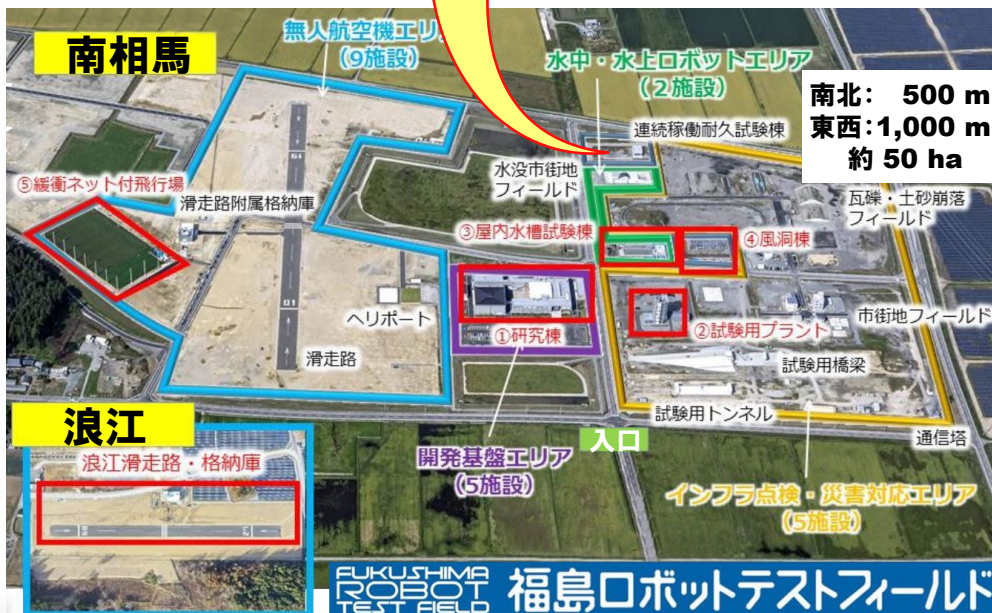 南相馬
無人航空機エリ
(9施設)
水中・水上ロボットエリア
(2施設)
南北: 500 m
東西:1,000 m
約 50 ha
連続稼働耐久試験棟
水没市街地
フィールド
瓦礫・土砂崩落
フィールド
⑤緩衝ネット付飛行場
滑走路附属格納庫
③屋内水槽試験棟
④風洞棟
ヘリポート
①研究棟
②試験用プラント
市街地フィールド
滑走路
試験用橋梁
試験用トンネル
通信塔
入口
浪江
浪江滑走路・格納庫
開発基盤エリア
(5施設)
インフラ点検・災害対応エリア
(5施設)
FUKUSHIMA
ROBOT
TEST FIELD
福島ロボットテストフィールド